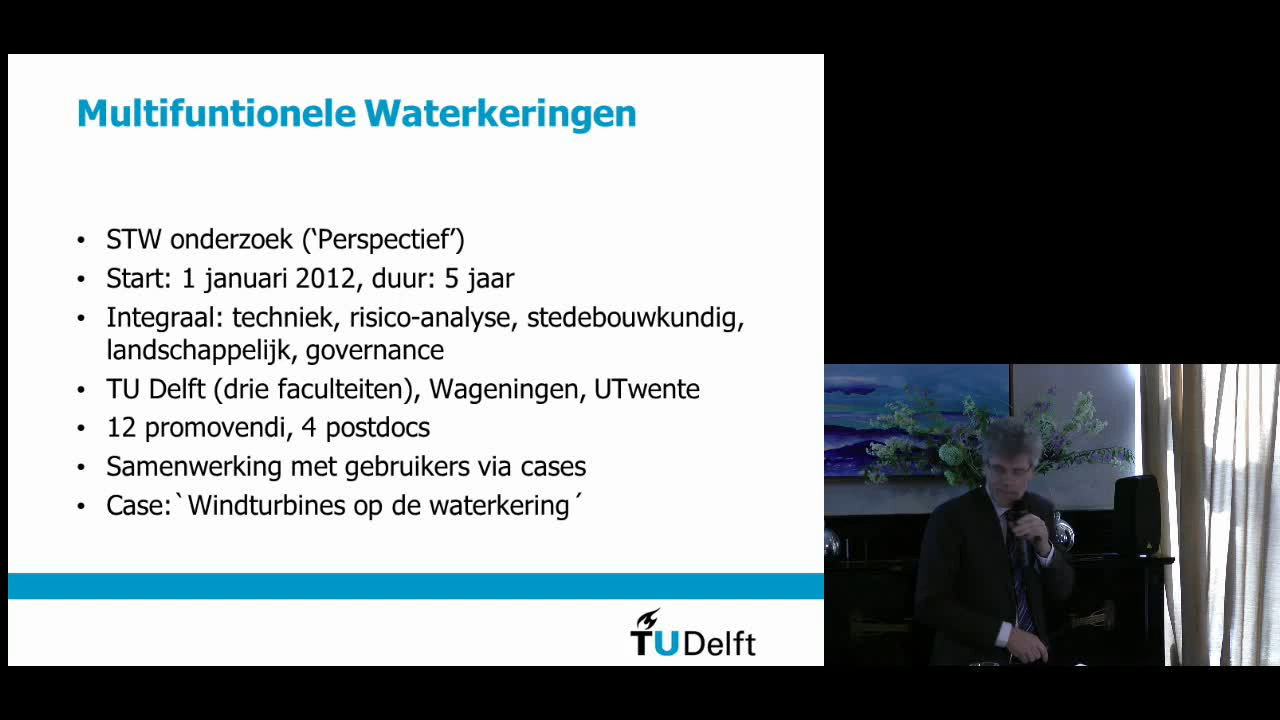 Multifuntionele Waterkeringen
• STW onderzoek (‘Perspectief’)
• Start: 1 januari 2012, duur: 5 jaar
• Integraal: techniek, risico-analyse, stedebouwkundig,
landschappelijk, governance
• TU Delft (drie faculteiten), Wageningen, UTwente
• 12 promovendi, 4 postdocs
• Samenwerking met gebruikers via cases
• Case:`Windturbines op de waterkering´
TU Delft